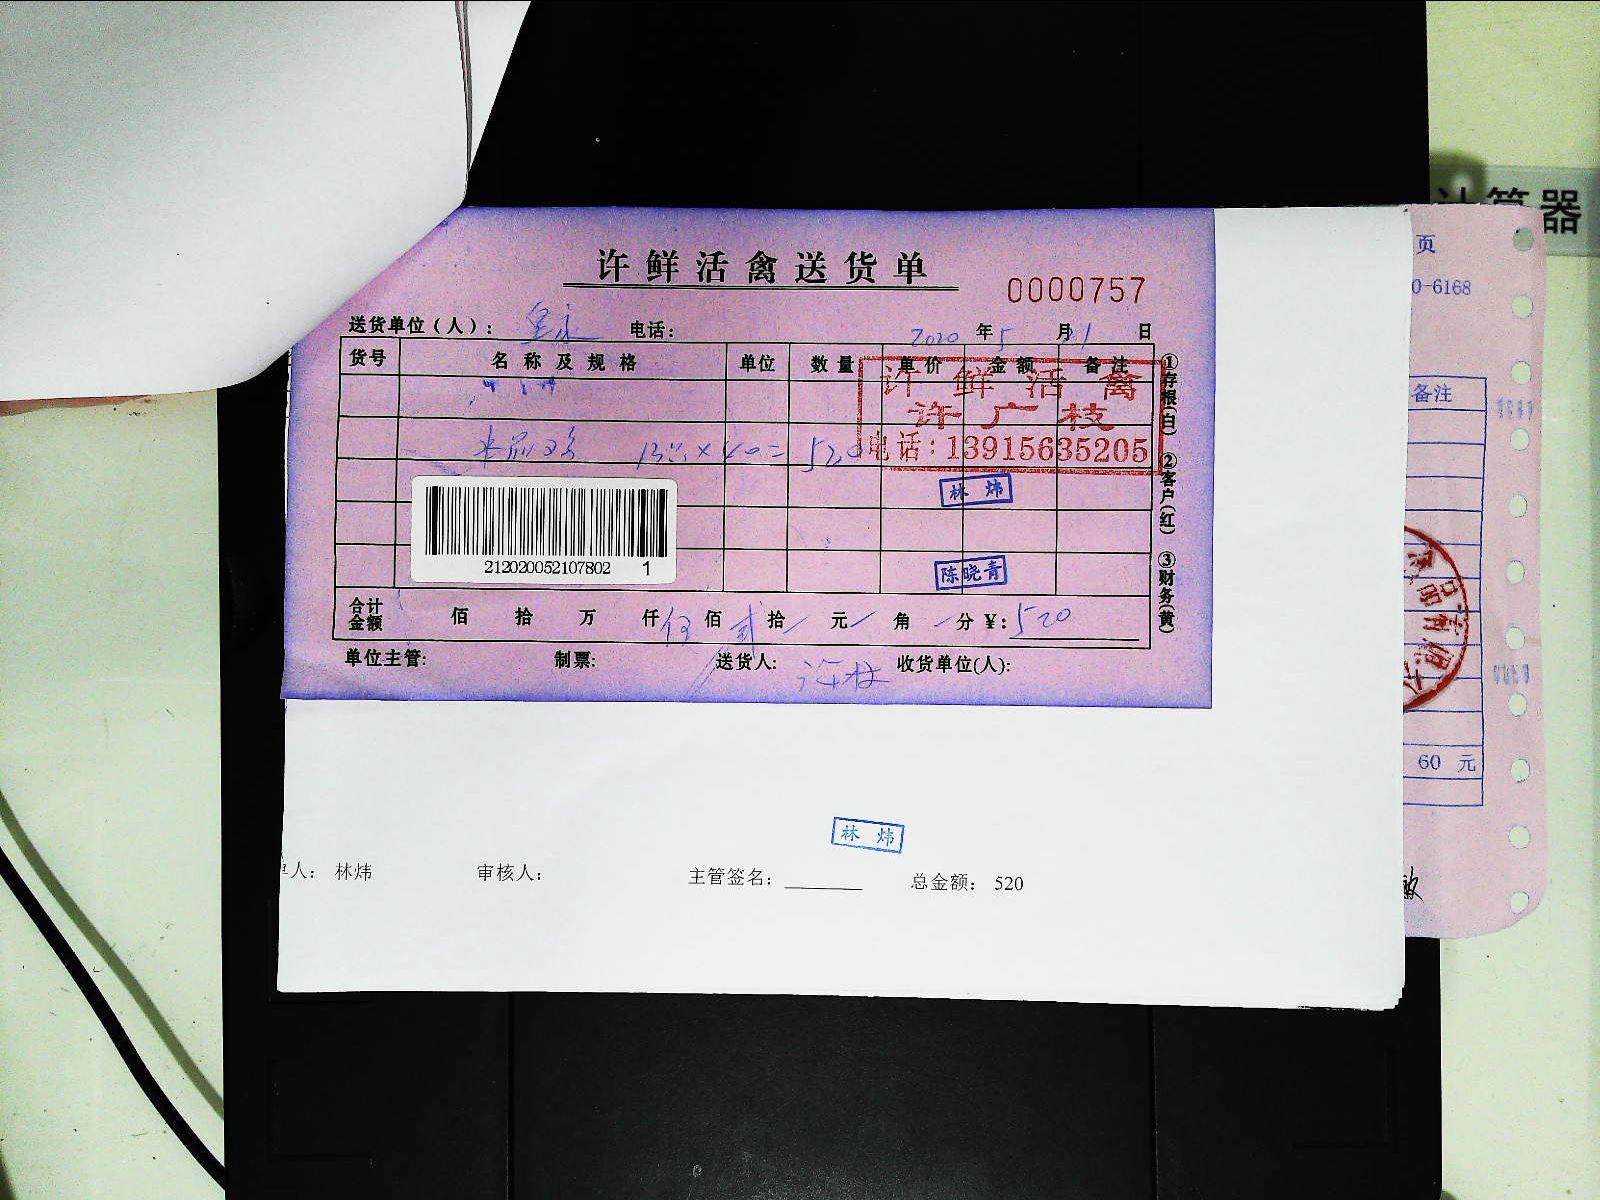 许鲜活禽送货单
0000757
送货单位(人): 电话: 2020 年 5 月 日
货号 名称及规格 单位 数量 单价 金额 备注
许鲜活禽
许广枝
电话:13915635205
×40= 520
林炜
212020052107802 1
陈晓青
合计金额 佰 拾 万 仟 伍 佰 贰 拾 元 角 分 ¥: 520
单位主管: 制票: 送货人: 收货单位(人):
①存根(白) ②客户(红) ③财务(黄)
林炜
单人: 林炜 审核人: 主管签名: 总金额: 520
计算器
页
0-6168
备注
60 元